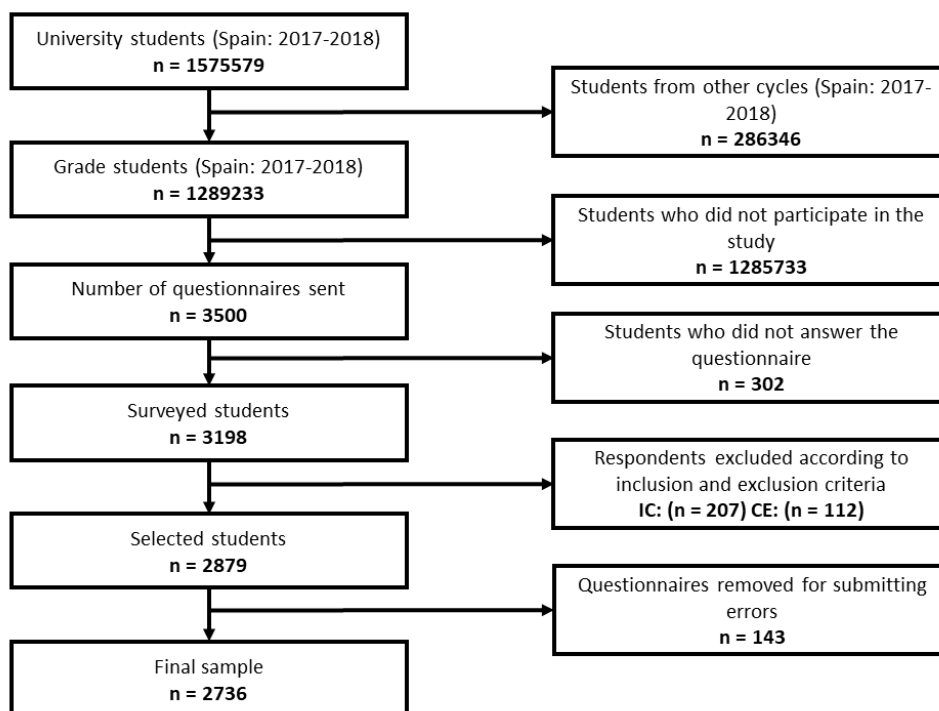 University students (Spain: 2017-2018)
n = 1575579
Students from other cycles (Spain: 2017-
2018)
n = 286346
Grade students (Spain: 2017-2018)
n = 1289233
Students who did not participate in the
study
n = 1285733
Number of questionnaires sent
n = 3500
Students who did not answer the
questionnaire
n = 302
Surveyed students
n = 3198
Respondents excluded according to
inclusion and exclusion criteria
IC: (n = 207) CE: (n = 112)
Selected students
n = 2879
Questionnaires removed for submitting
errors
n = 143
Final sample
n = 2736